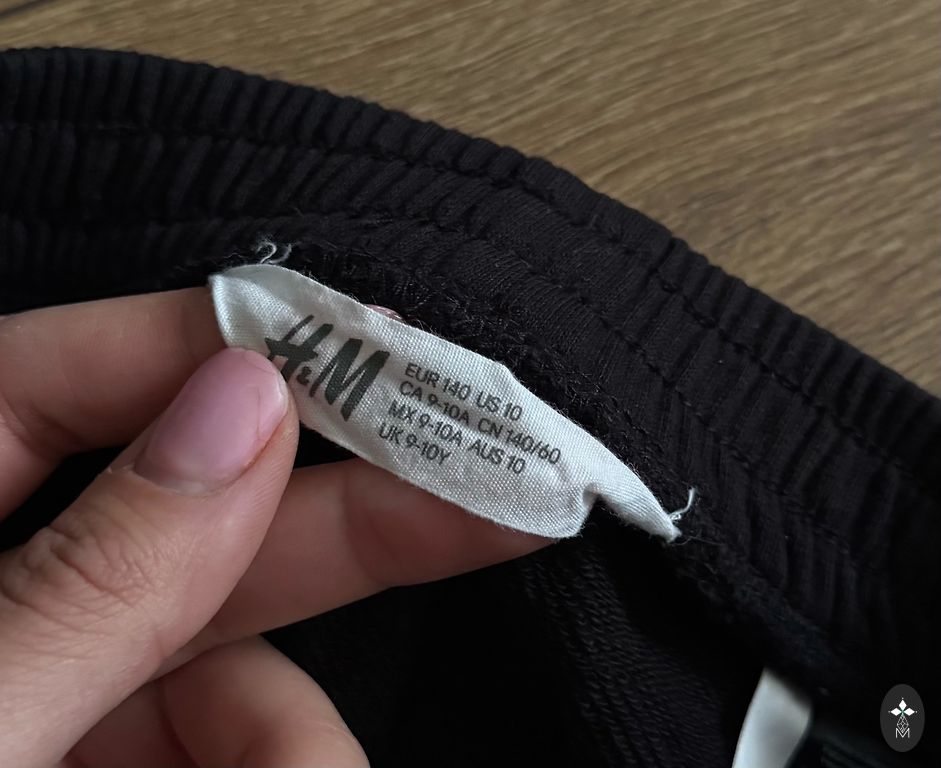 H&M
EUR 140 US 10
CA 9-10A CN 140/60
MX 9-10A AUS 10
UK 9-10Y
M